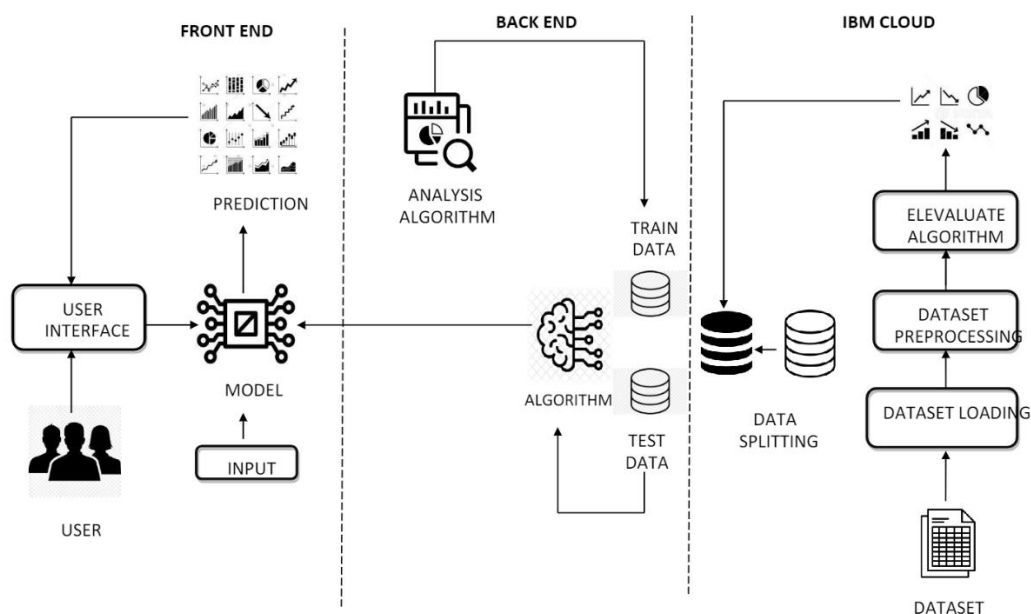 FRONT END
BACK END
IBM CLOUD
PREDICTION
USER
INTERFACE
MODEL
INPUT
USER
ANALYSIS
ALGORITHM
TRAIN
DATA
ALGORITHM
TEST
DATA
DATA
SPLITTING
ELEVALUATE
ALGORITHM
DATASET
PREPROCESSING
DATASET LOADING
DATASET